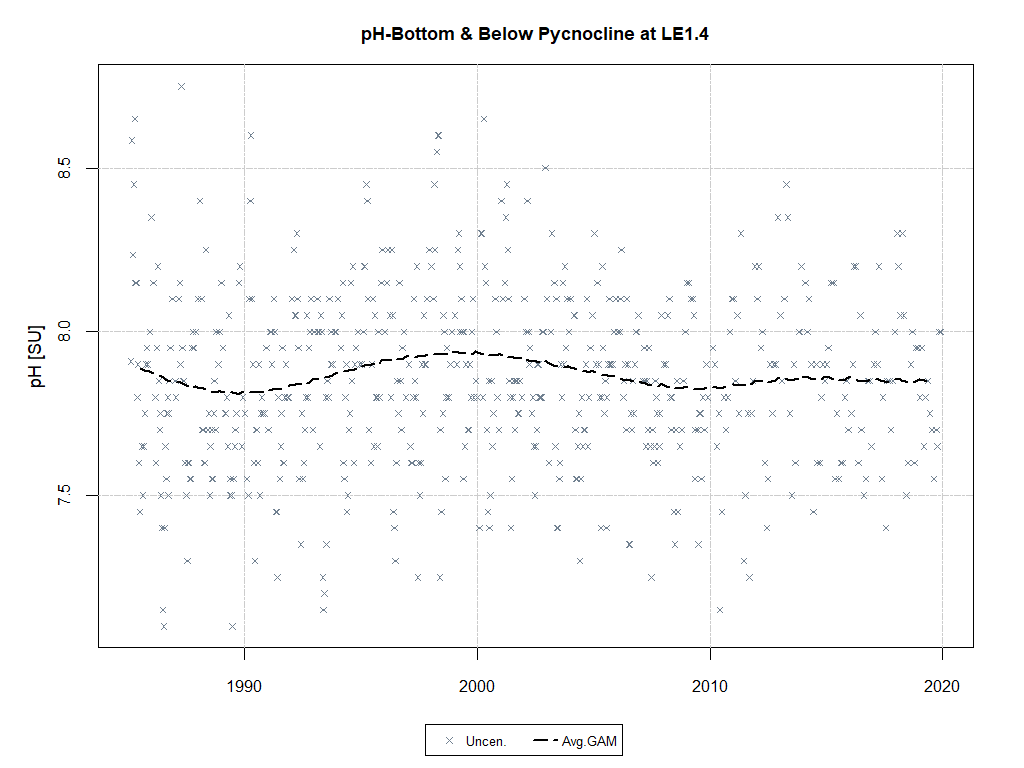 pH-Bottom & Below Pycnocline at LE1.4
pH [SU]
8.5
8.0
7.5
1990 2000 2010 2020
Uncen. Avg.GAM